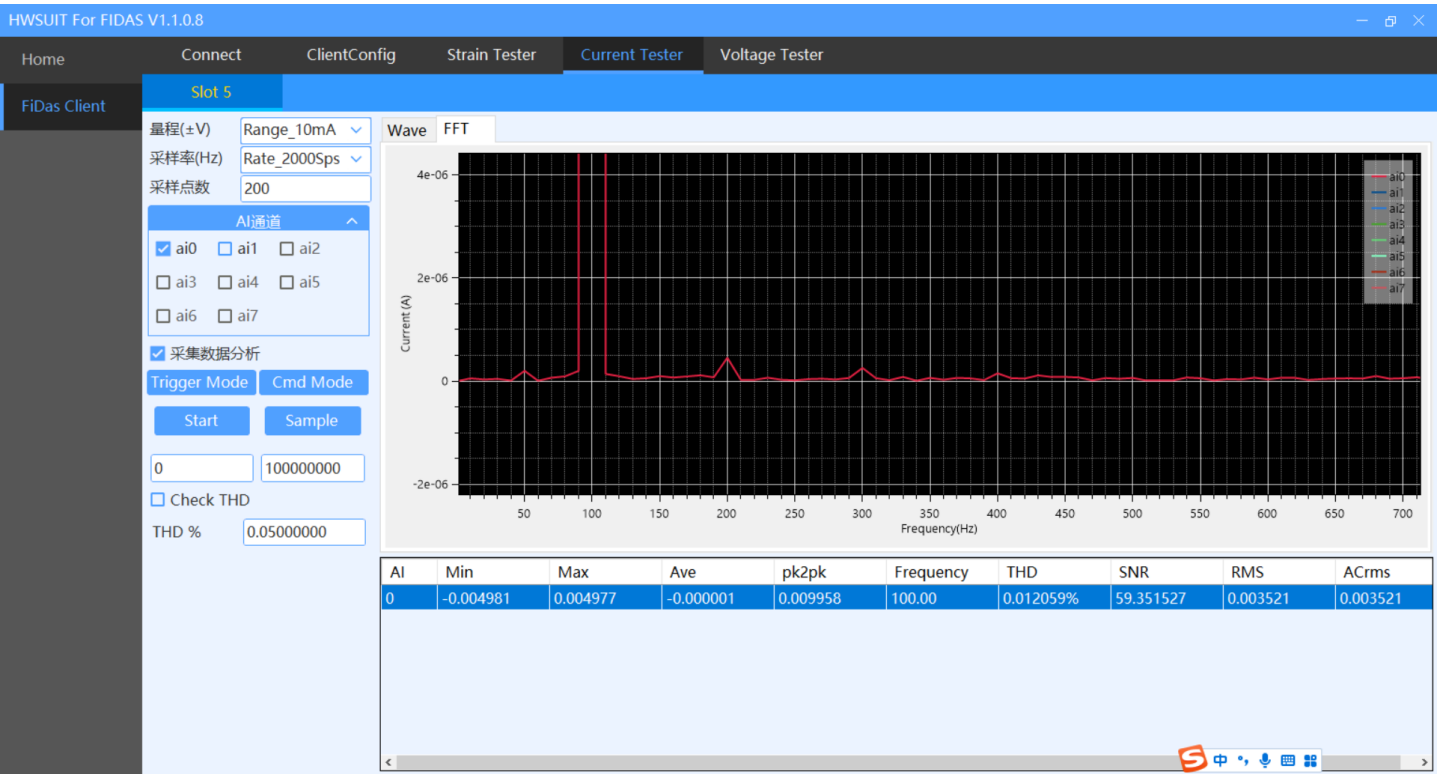 HWSUIT For FIDAS V1.1.0.8
Home
FiDas Client
Connect ClientConfig Strain Tester Current Tester Voltage Tester
Slot 5
量程(±V) Range_10mA
采样率(Hz) Rate_2000Sps
采样点数 200
AI通道
ai0 ai1 ai2
ai3 ai4 ai5
ai6 ai7
采集数据分析
Trigger Mode Cmd Mode
Start Sample
0 100000000
Check THD
THD % 0.05000000
Wave FFT
4e-06
2e-06
0
-2e-06
Current (A)
ai0
ai1
ai2
ai3
ai4
ai5
ai6
ai7
50 100 150 200 250 300 350 400 450 500 550 600 650 700
Frequency(Hz)
AI Min Max Ave pk2pk Frequency THD SNR RMS ACrms
0 -0.004981 0.004977 -0.000001 0.009958 100.00 0.012059% 59.351527 0.003521 0.003521
中